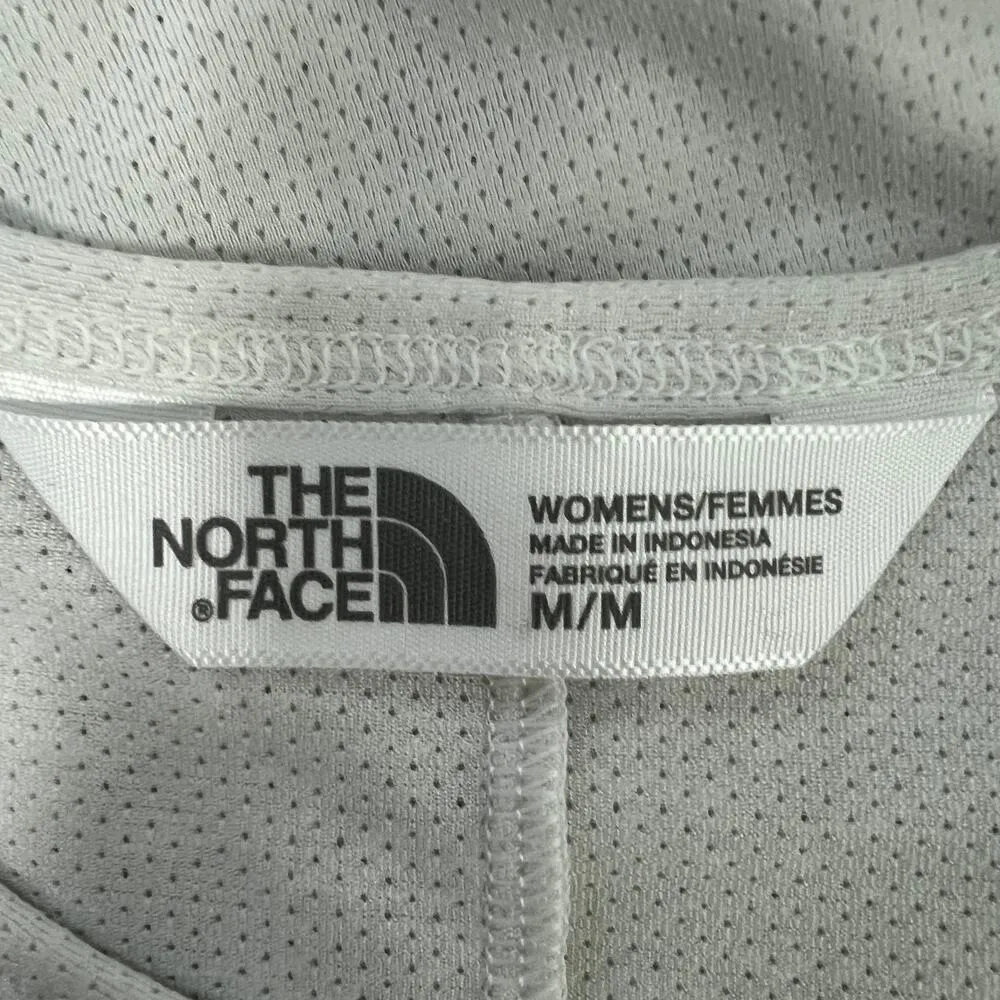 THE
NORTH
®FACE
WOMENS/FEMMES
MADE IN INDONESIA
FABRIQUÉ EN INDONÉSIE
M/M